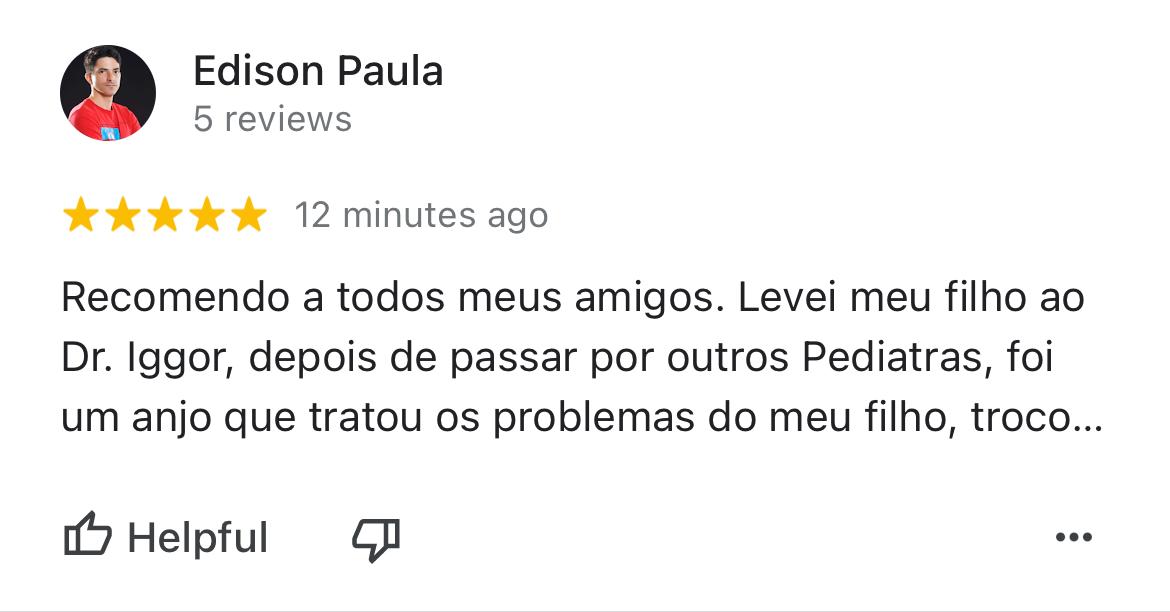 Edison Paula
5 reviews
12 minutes ago
Recomendo a todos meus amigos. Levei meu filho ao
Dr. Iggor, depois de passar por outros Pediatras, foi
um anjo que tratou os problemas do meu filho, troco...
Helpful